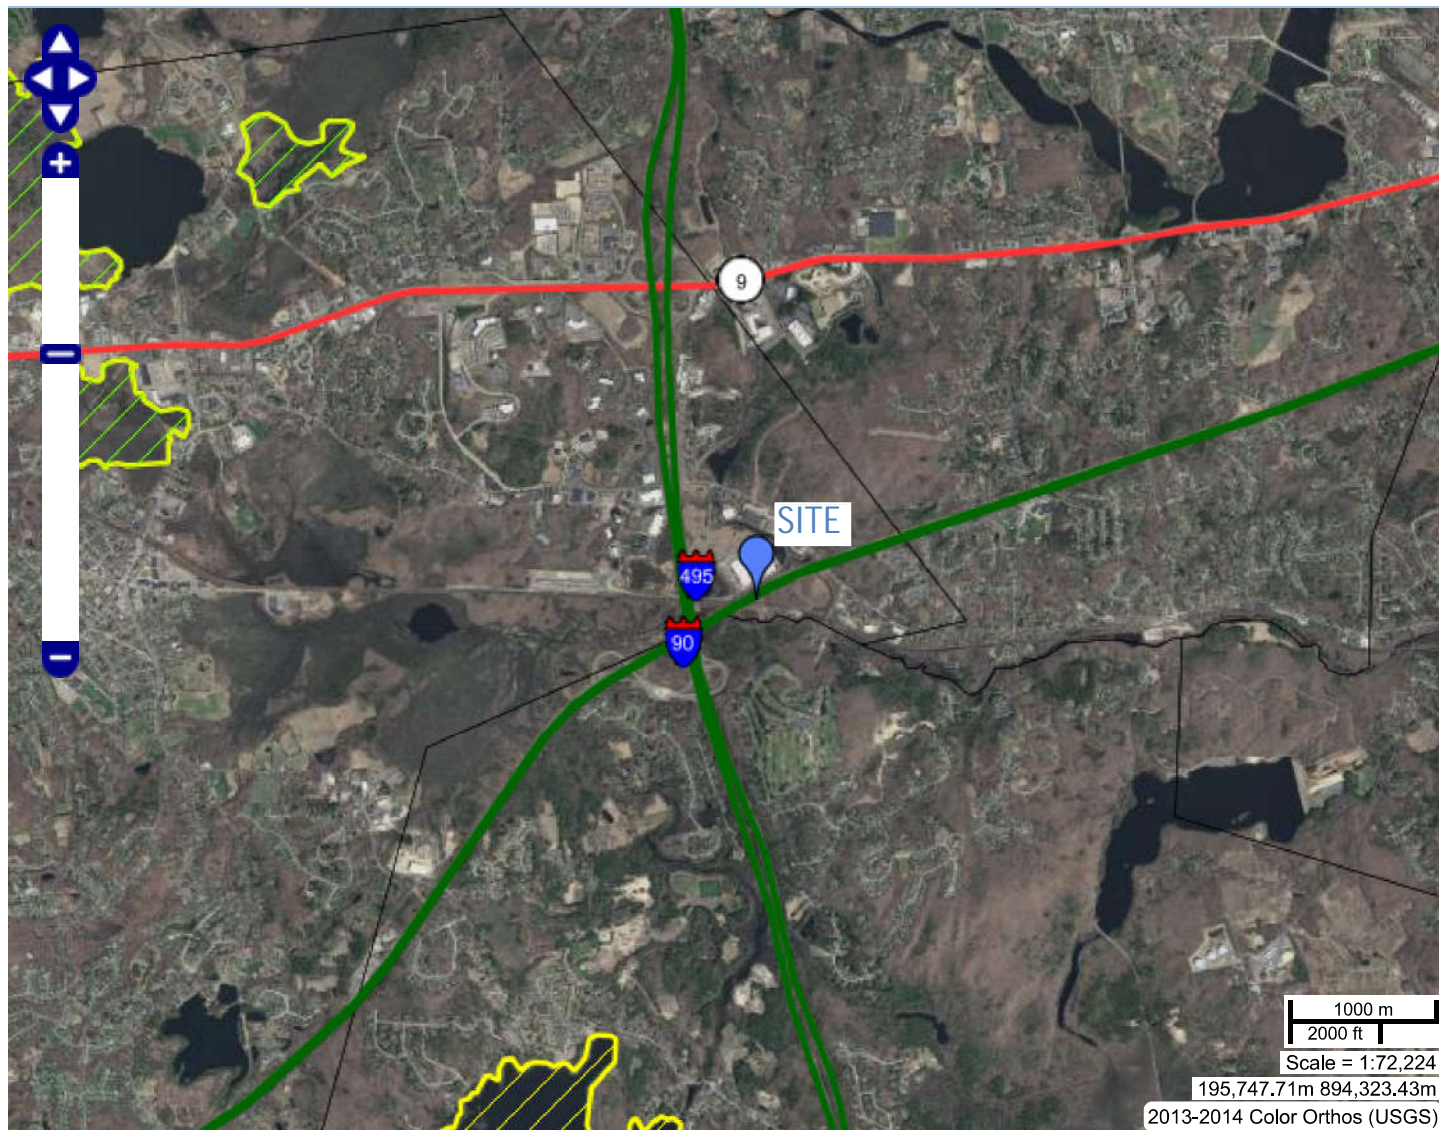 9
SITE
495
90
1000 m
2000 ft
Scale = 1:72,224
195,747.71m 894,323.43m
2013-2014 Color Orthos (USGS)